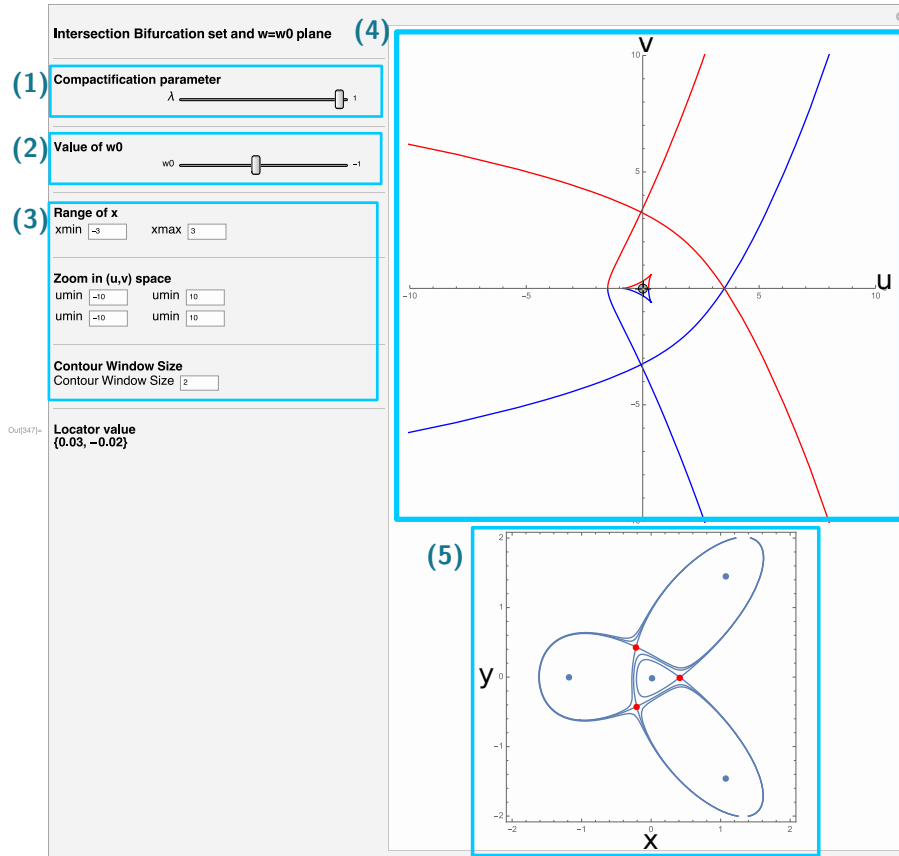 Intersection Bifurcation set and w=w0 plane
(1)
Compactification parameter
λ 1
(2)
Value of w0
w0 -1
(3)
Range of x
xmin -3 xmax 3
Zoom in (u,v) space
umin -10 umin 10
umin -10 umin 10
Contour Window Size
Contour Window Size 2
Out[347]=
Locator value
{0.03, -0.02}
(4)
v
10
5
-10 -5 5 10
u
-5
-10
(5)
2
1
y 0
-1
-2
-2 -1 0 1 2
x